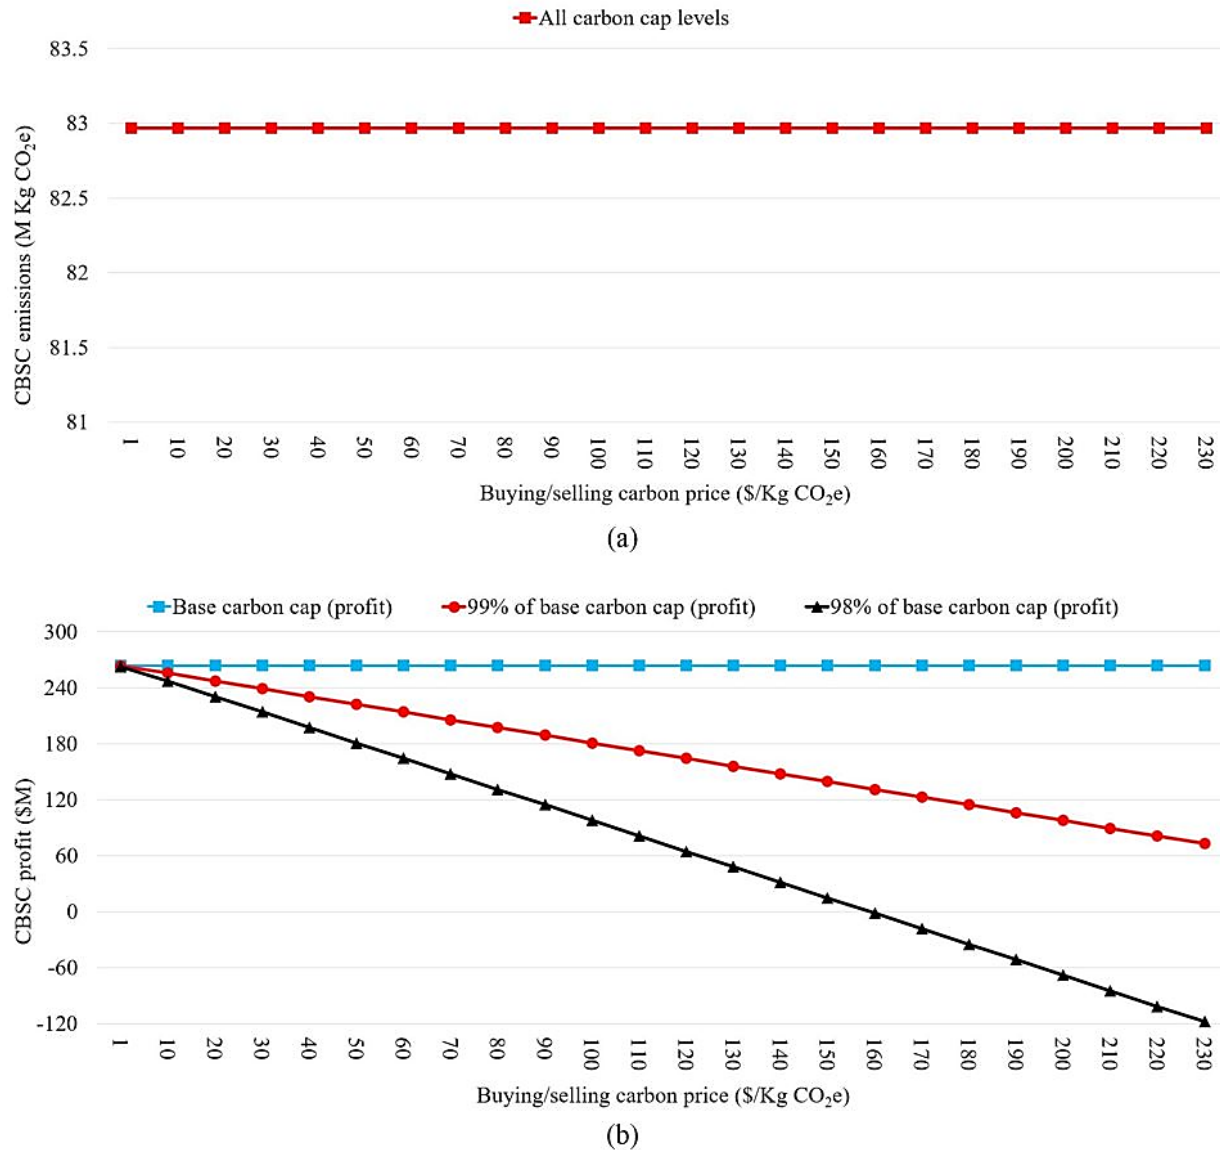 All carbon cap levels
83.5
83
82.5
82
81.5
81
CBSC emissions (M Kg CO₂e)
1 10 20 30 40 50 60 70 80 90 100 110 120 130 140 150 160 170 180 190 200 210 220 230
Buying/selling carbon price ($/Kg CO₂e)
(a)
Base carbon cap (profit) 99% of base carbon cap (profit) 98% of base carbon cap (profit)
300
240
180
120
60
0
-60
-120
CBSC profit ($M)
1 10 20 30 40 50 60 70 80 90 100 110 120 130 140 150 160 170 180 190 200 210 220 230
Buying/selling carbon price ($/Kg CO₂e)
(b)